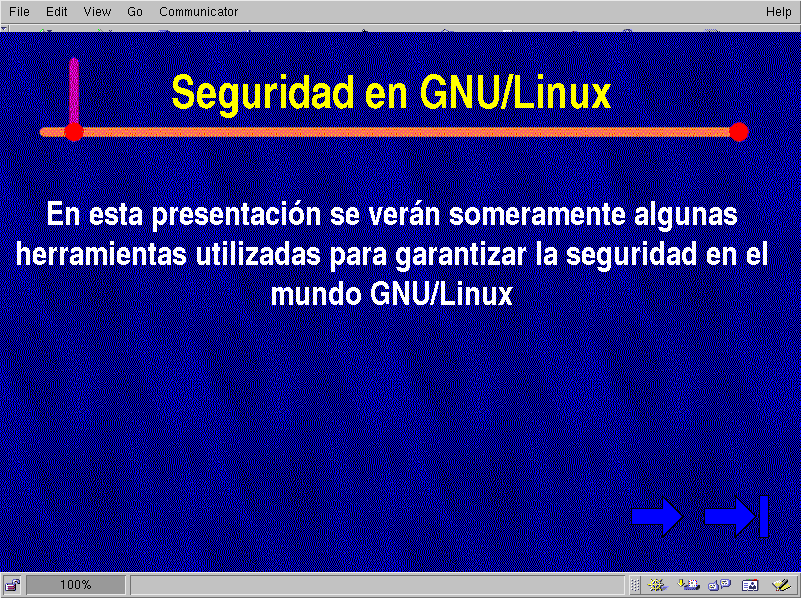 File Edit View Go Communicator Help
Seguridad en GNU/Linux
En esta presentación se verán someramente algunas
herramientas utilizadas para garantizar la seguridad en el
mundo GNU/Linux
100%